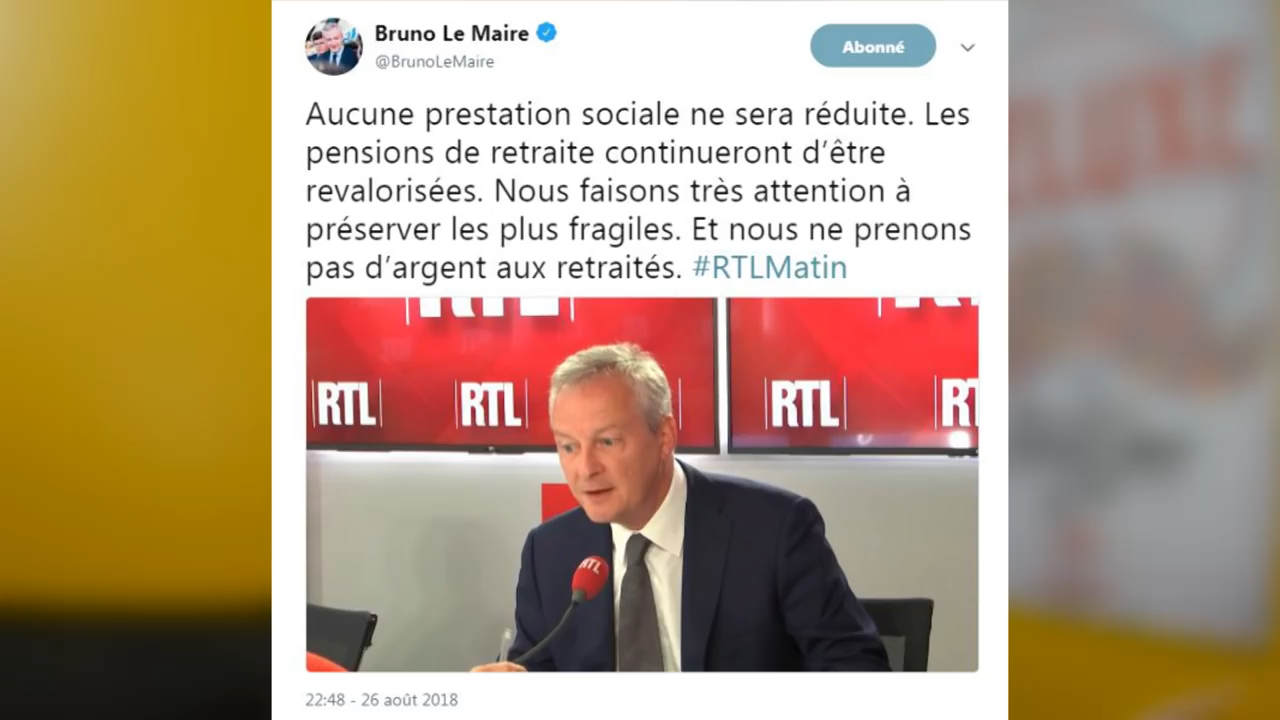 Bruno Le Maire
@BrunoLeMaire
Abonné
Aucune prestation sociale ne sera réduite. Les
pensions de retraite continueront d’être
revalorisées. Nous faisons très attention à
préserver les plus fragiles. Et nous ne prenons
pas d’argent aux retraités. #RTLMatin
RTL
RTL
RTL
RTL
22:48 - 26 août 2018